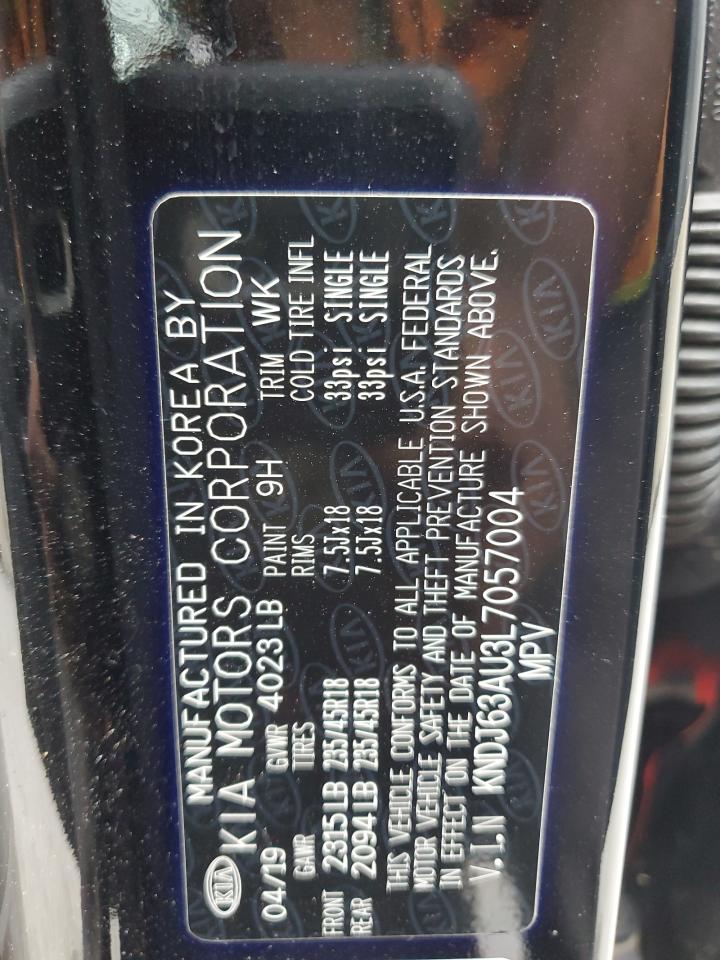 KIA MANUFACTURED IN KOREA BY
KIA MOTORS CORPORATION
04/19 GVWR 4023 LB PAINT 9H TRIM WK
GAWR TIRES RIMS COLD TIRE INFL
FRONT 2315LB 235/45R18 7.5Jx18 33psi SINGLE
REAR 2094LB 235/45R18 7.5Jx18 33psi SINGLE
THIS VEHICLE CONFORMS TO ALL APPLICABLE U.S.A. FEDERAL
MOTOR VEHICLE SAFETY AND THEFT PREVENTION STANDARDS
IN EFFECT ON THE DATE OF MANUFACTURE SHOWN ABOVE.
V.I.N KNDJ63AU3L7057004
MPV